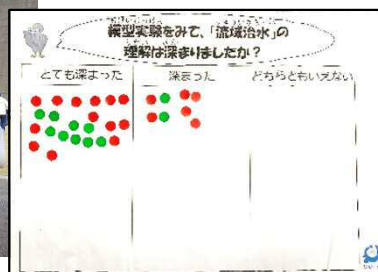 模型実験をみて、「流域治水」の
理解は深まりましたか？
とても深まった
深まった
どちらともいえない